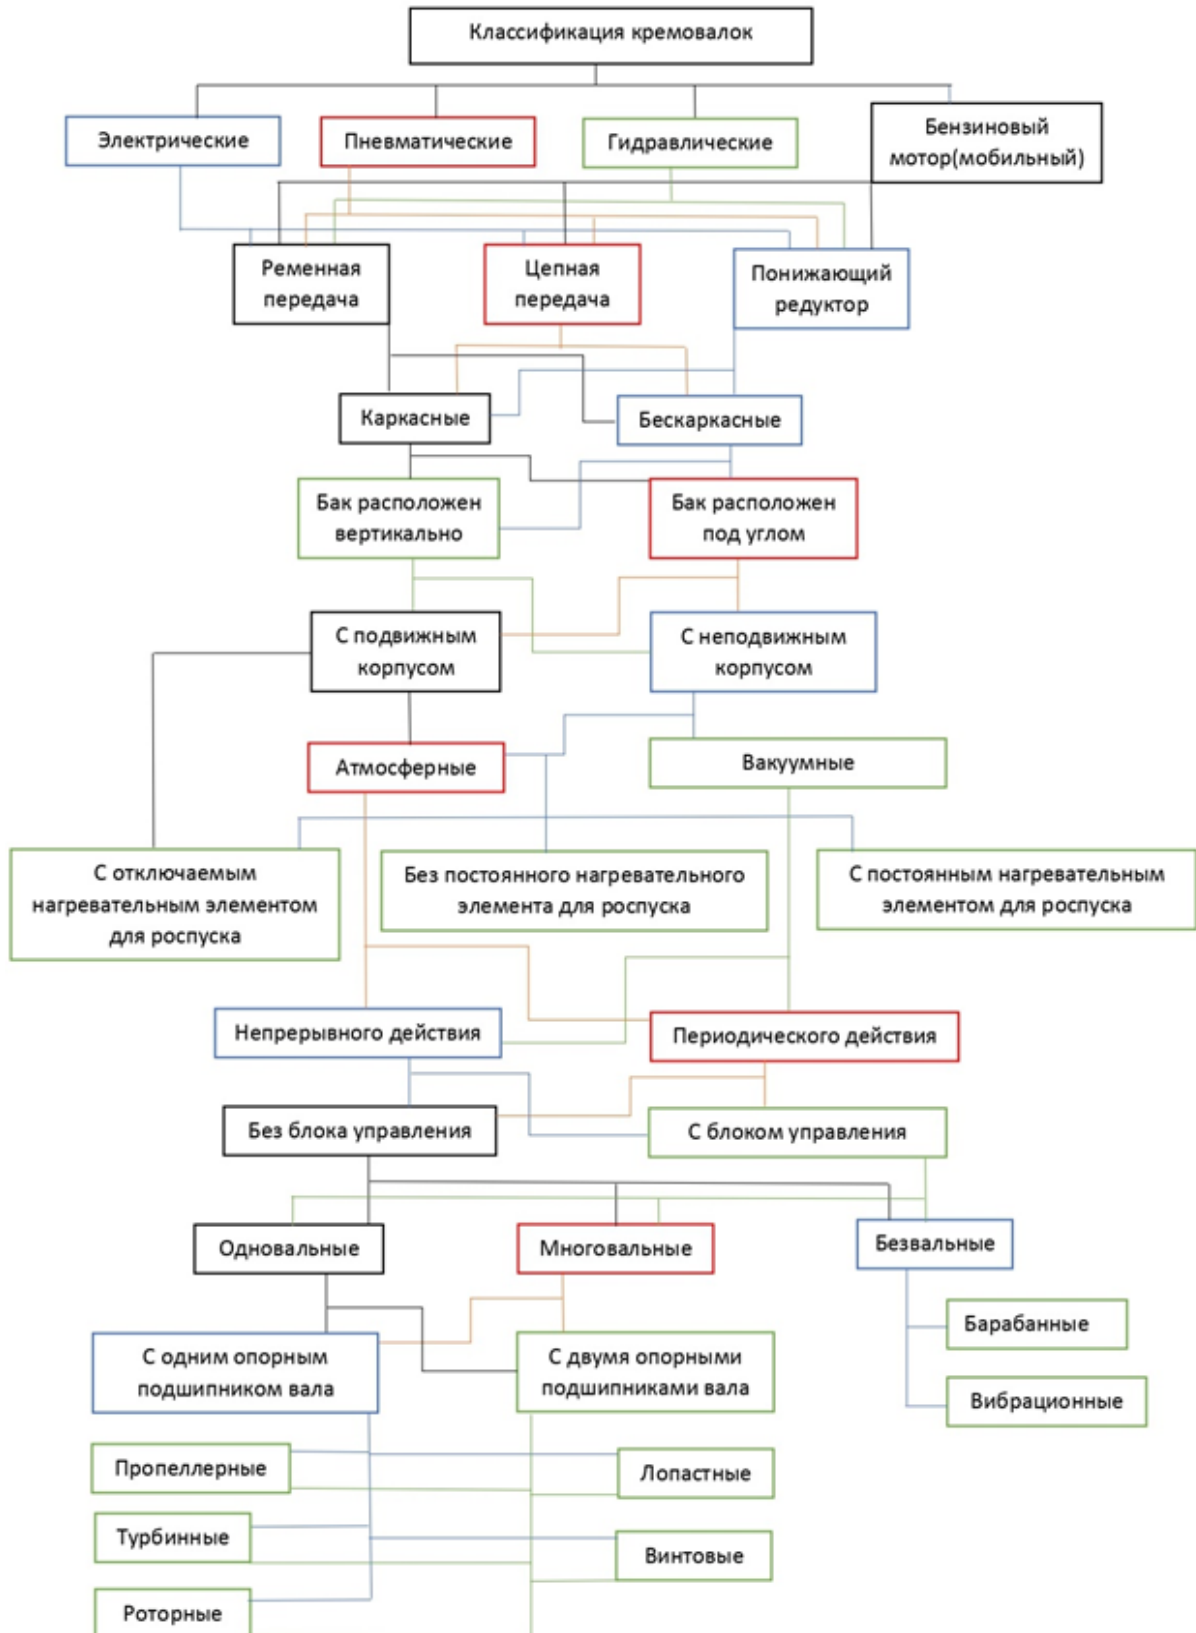 Классификация кремовалок
Электрические
Пневматические
Гидравлические
Бензиновый
мотор(мобильный)
Ременная
передача
Цепная
передача
Понижающий
редуктор
Каркасные
Бескаркасные
Бак расположен
вертикально
Бак расположен
под углом
С подвижным
корпусом
С неподвижным
корпусом
Атмосферные
Вакуумные
С отключаемым
нагревательным элементом
для роспуска
Без постоянного нагревательного
элемента для роспуска
С постоянным нагревательным
элементом для роспуска
Непрерывного действия
Периодического действия
Без блока управления
С блоком управления
Одновальные
Многовальные
Безвальные
Барабанные
Вибрационные
С одним опорным
подшипником вала
С двумя опорными
подшипниками вала
Пропеллерные
Лопастные
Турбинные
Винтовые
Роторные